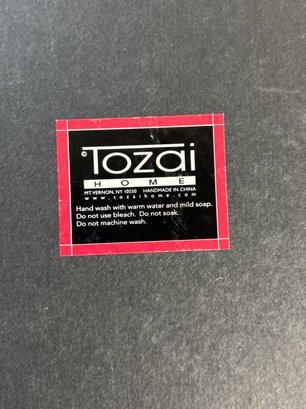 © Tozai
HOME
MT. VERNON, NY 10550 HANDMADE IN CHINA
www.tozaihome.com
Hand wash with warm water and mild soap.
Do not use bleach. Do not soak.
Do not machine wash.